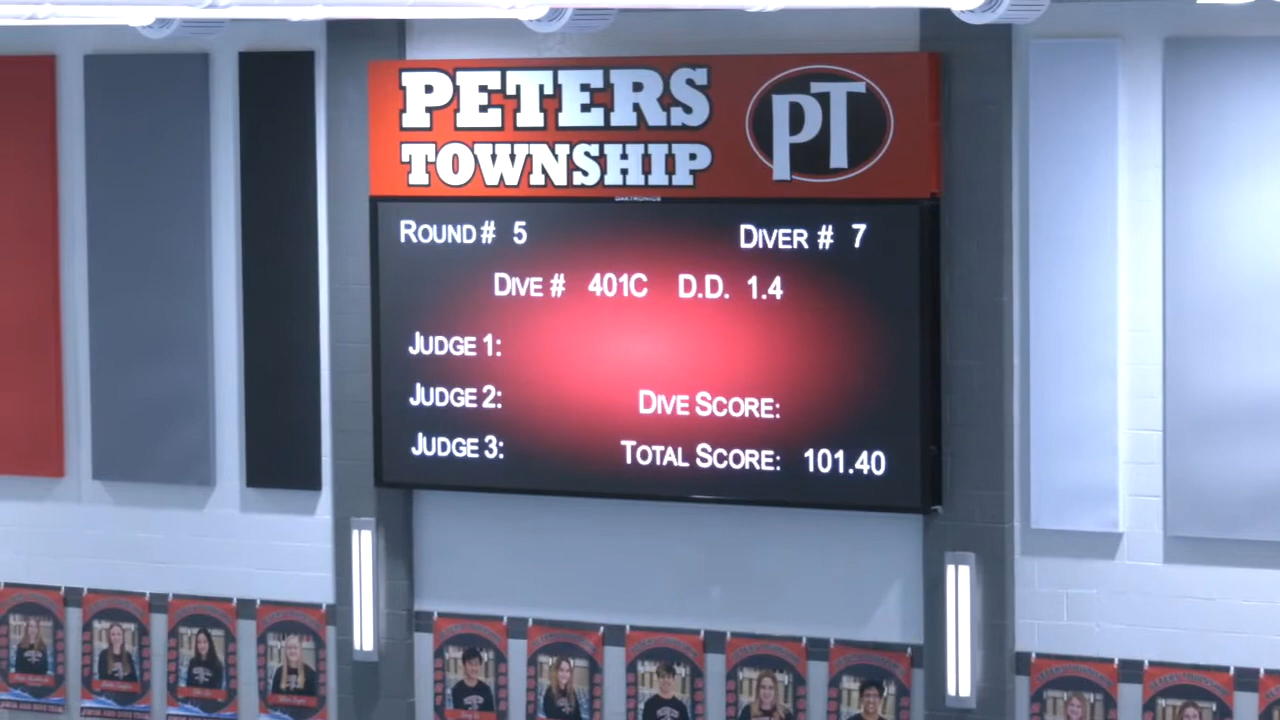 PETERS
TOWNSHIP
PT
DAKTRONICS
ROUND # 5
DIVER # 7
DIVE # 401C D.D. 1.4
JUDGE 1:
JUDGE 2:
DIVE SCORE:
JUDGE 3:
TOTAL SCORE: 101.40